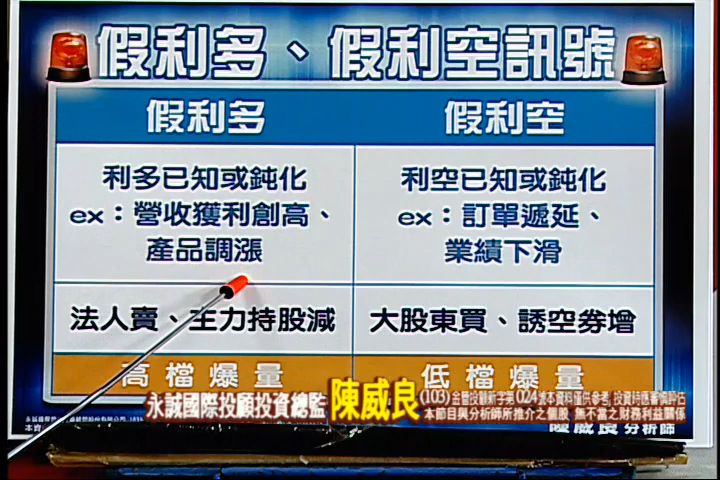 假利多、假利空訊號
假利多
假利空
利多已知或鈍化
ex：營收獲利創高、
產品調漲
利空已知或鈍化
ex：訂單遞延、
業績下滑
法人賣、主力持股減
大股東買、誘空券增
高檔爆量
低檔爆量
永誠國際投顧投資總監 陳威良
(103)金管投顧新字第024號本資料僅供參考,投資時應審慎評估
本節目與分析師所推介之個股 無不當之財務利益關係
陳威良 分析師